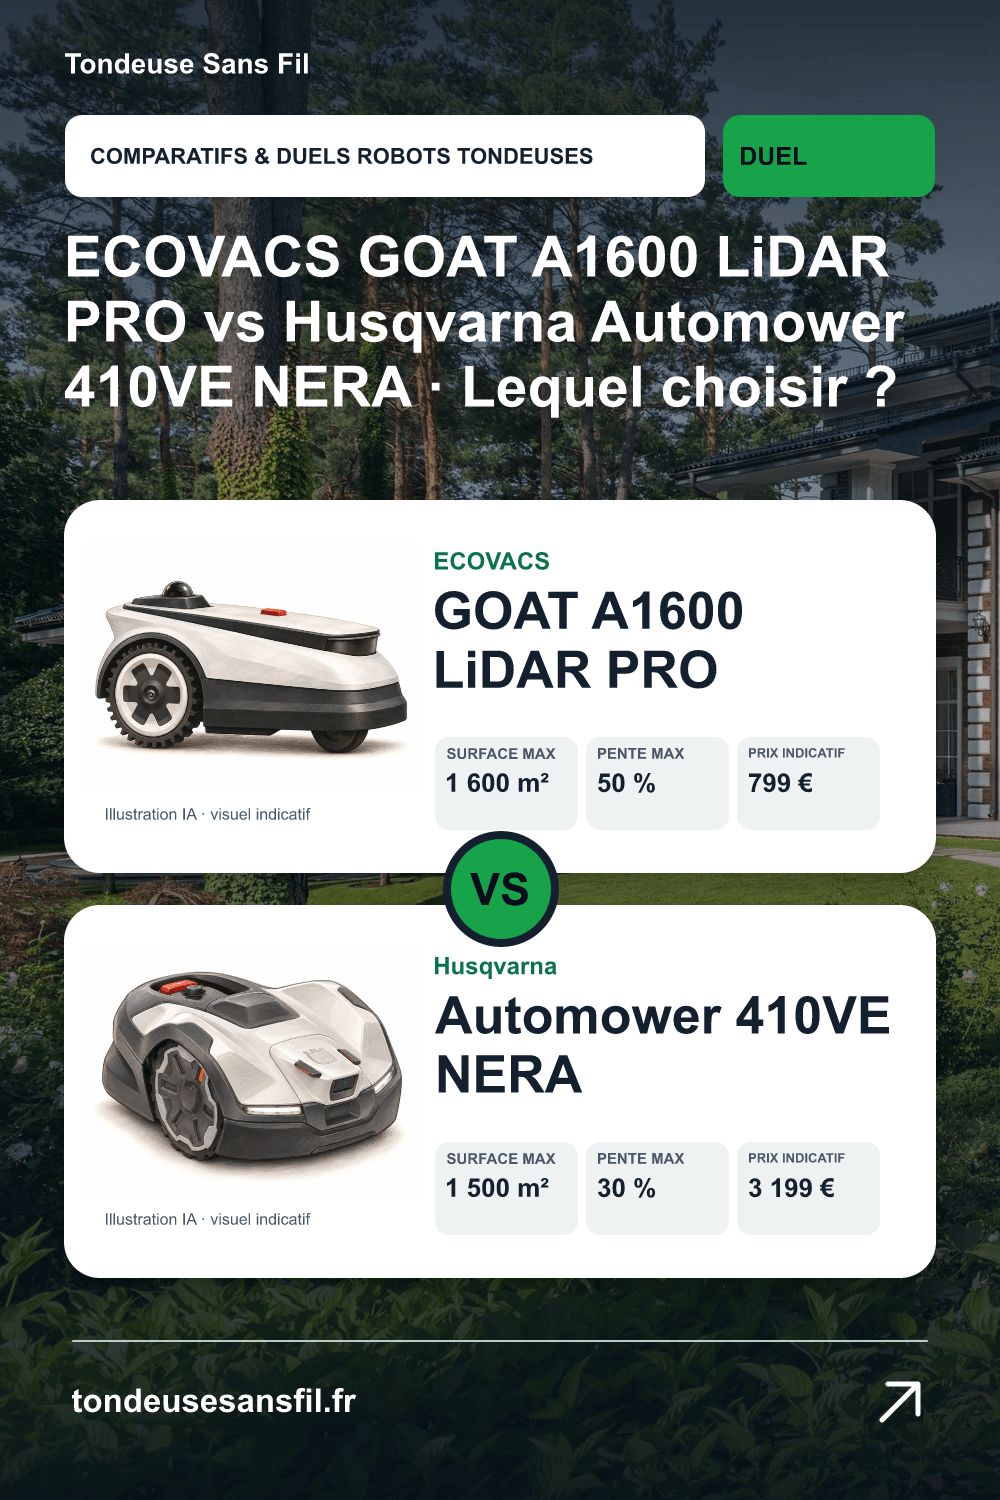 Tondeuse Sans Fil
COMPARATIFS & DUELS ROBOTS TONDEUSES
DUEL
ECOVACS GOAT A1600 LiDAR
PRO vs Husqvarna Automower
410VE NERA · Lequel choisir ?
ECOVACS
GOAT A1600
LiDAR PRO
SURFACE MAX
1 600 m²
PENTE MAX
50 %
PRIX INDICATIF
799 €
Illustration IA · visuel indicatif
VS
Husqvarna
Automower 410VE
NERA
SURFACE MAX
1 500 m²
PENTE MAX
30 %
PRIX INDICATIF
3 199 €
Illustration IA · visuel indicatif
tondeusesansfil.fr